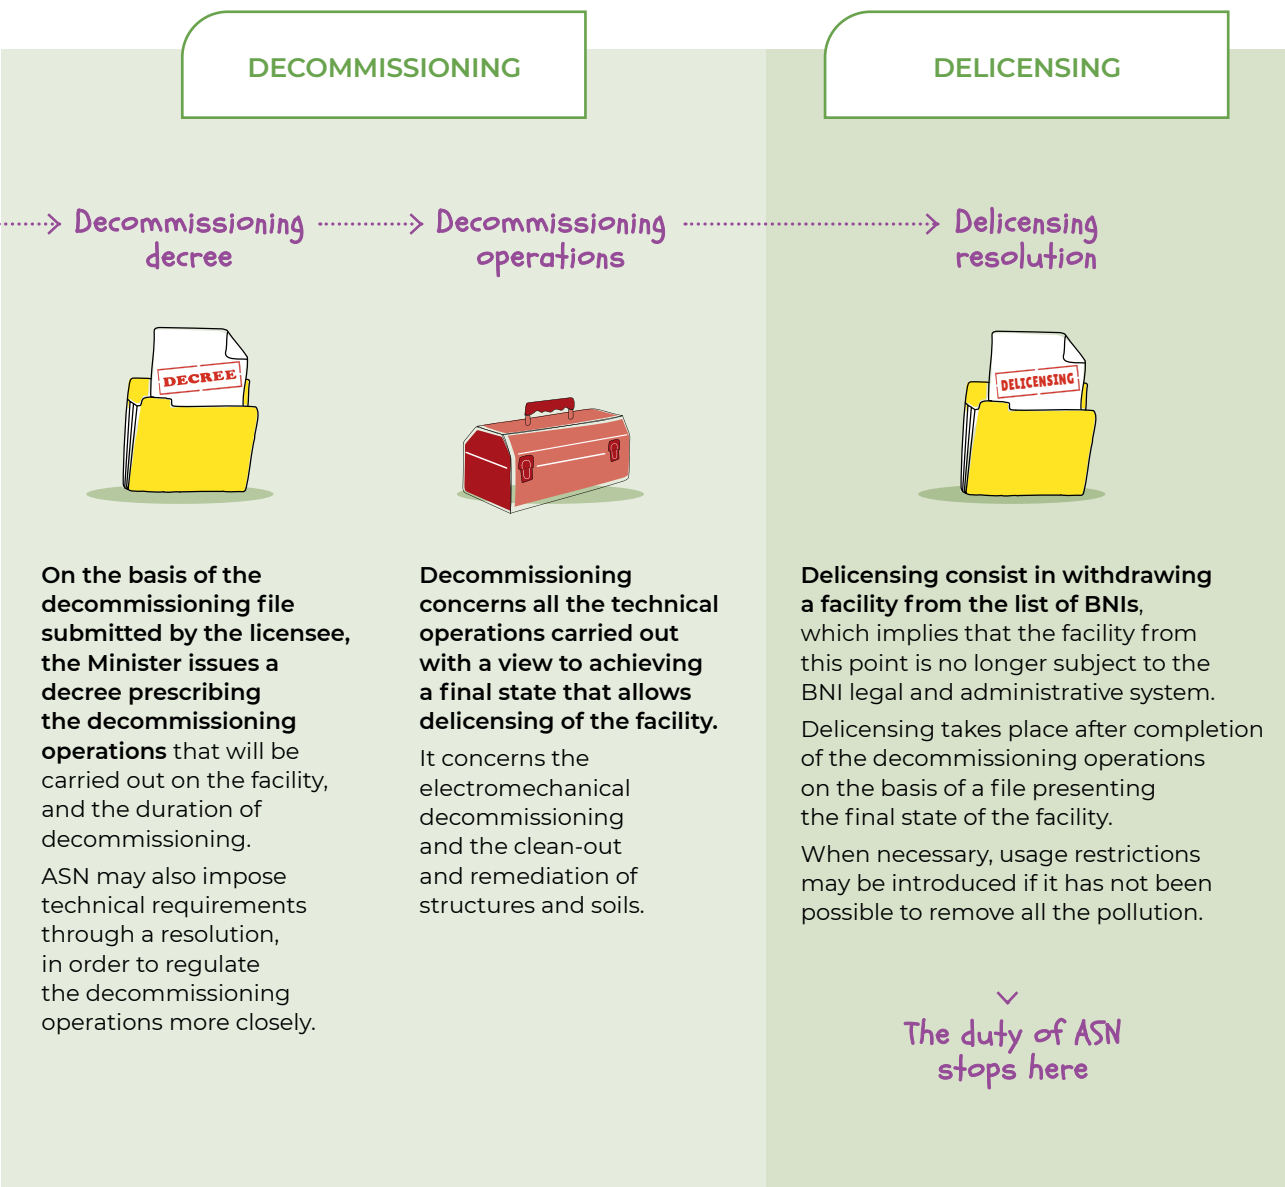 DECOMMISSIONING
DELICENSING
Decommissioning
decree
Decommissioning
operations
Delicensing
resolution
DECREE
DELICENSING
On the basis of the
decommissioning file
submitted by the licensee,
the Minister issues a
decree prescribing
the decommissioning
operations that will be
carried out on the facility,
and the duration of
decommissioning.
ASN may also impose
technical requirements
through a resolution,
in order to regulate
the decommissioning
operations more closely.
Decommissioning
concerns all the technical
operations carried out
with a view to achieving
a final state that allows
delicensing of the facility.
It concerns the
electromechanical
decommissioning
and the clean-out
and remediation of
structures and soils.
Delicensing consist in withdrawing
a facility from the list of BNIs,
which implies that the facility from
this point is no longer subject to the
BNI legal and administrative system.
Delicensing takes place after completion
of the decommissioning operations
on the basis of a file presenting
the final state of the facility.
When necessary, usage restrictions
may be introduced if it has not been
possible to remove all the pollution.
The duty of ASN
stops here